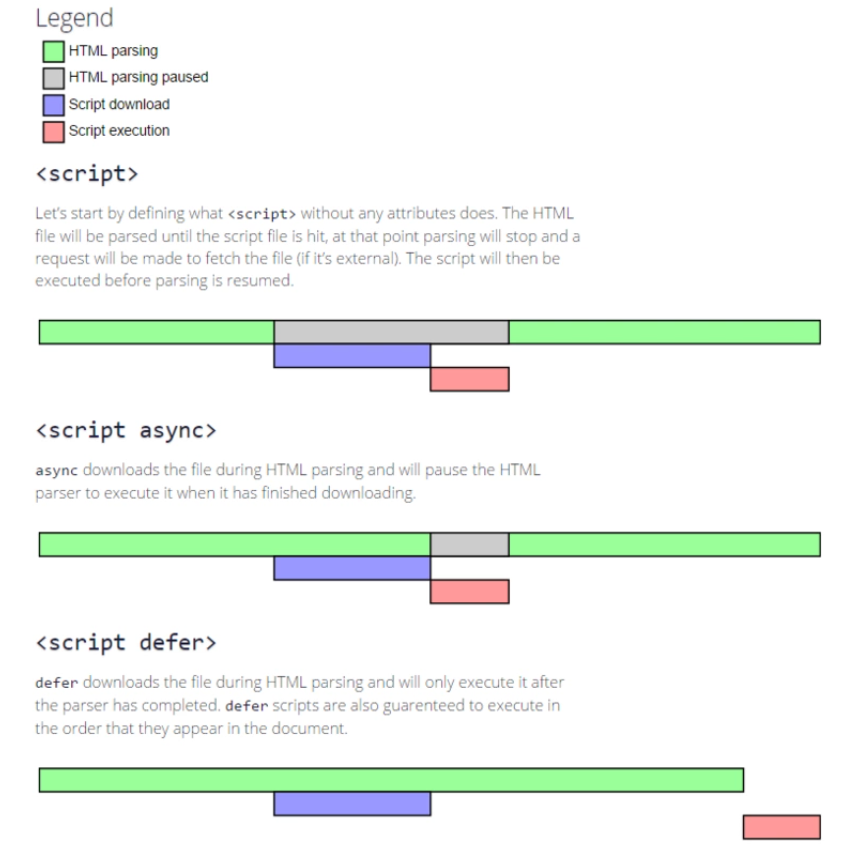 Legend
HTML parsing
HTML parsing paused
Script download
Script execution
<script>
Let's start by defining what <script> without any attributes does. The HTML
file will be parsed until the script file is hit, at that point parsing will stop and a
request will be made to fetch the file (if it's external). The script will then be
executed before parsing is resumed.
<script async>
async downloads the file during HTML parsing and will pause the HTML
parser to execute it when it has finished downloading.
<script defer>
defer downloads the file during HTML parsing and will only execute it after
the parser has completed. defer scripts are also guarenteed to execute in
the order that they appear in the document.